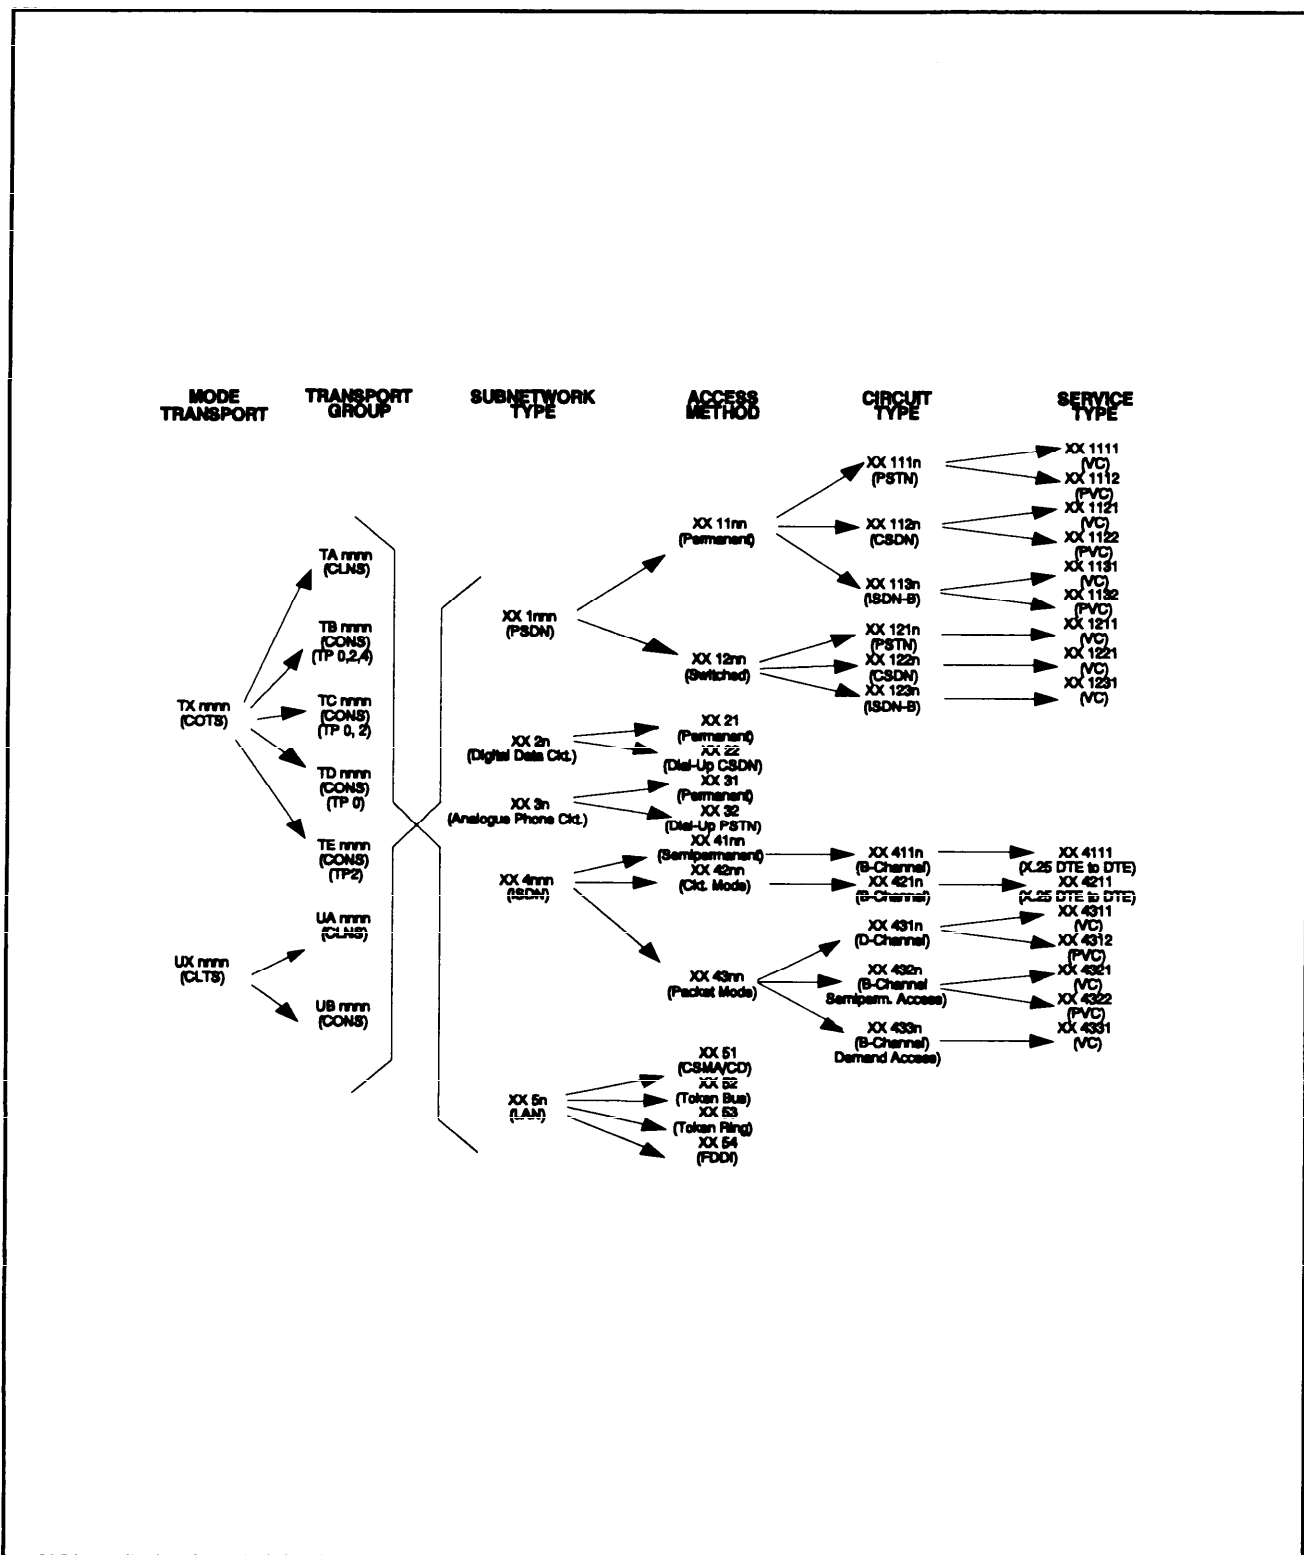 MODE
TRANSPORT
TRANSPORT
GROUP
SUBNETWORK
TYPE
ACCESS
METHOD
CIRCUIT
TYPE
SERVICE
TYPE
TX nnnn
(COTS)
UX nnnn
(CLTS)
TA nnnn
(CLNS)
TB nnnn
(CONS)
(TP 0,2,4)
TC nnnn
(CONS)
(TP 0, 2)
TD nnnn
(CONS)
(TP 0)
TE nnnn
(CONS)
(TP2)
UA nnnn
(CLNS)
UB nnnn
(CONS)
XX 1nnn
(PSDN)
XX 2n
(Digital Data Ckt.)
XX 3n
(Analogue Phone Ckt.)
XX 4nnn
(ISDN)
XX 5n
(LAN)
XX 11nn
(Permanent)
XX 12nn
(Switched)
XX 21
(Permanent)
XX 22
(Dial-Up CSDN)
XX 31
(Permanent)
XX 32
(Dial-Up PSTN)
XX 41nn
(Semipermanent)
XX 42nn
(Ckt. Mode)
XX 43nn
(Packet Mode)
XX 51
(CSMA/CD)
XX 52
(Token Bus)
XX 53
(Token Ring)
XX 54
(FDDI)
XX 111n
(PSTN)
XX 112n
(CSDN)
XX 113n
(ISDN-B)
XX 121n
(PSTN)
XX 122n
(CSDN)
XX 123n
(ISDN-B)
XX 411n
(B-Channel)
XX 421n
(B-Channel)
XX 431n
(D-Channel)
XX 432n
(B-Channel
Semiperm. Access)
XX 433n
(B-Channel)
Demand Access)
XX 1111
(VC)
XX 1112
(PVC)
XX 1121
(VC)
XX 1122
(PVC)
XX 1131
(VC)
XX 1132
(PVC)
XX 1211
(VC)
XX 1221
(VC)
XX 1231
(VC)
XX 4111
(X.25 DTE to DTE)
XX 4211
(X.25 DTE to DTE)
XX 4311
(VC)
XX 4312
(PVC)
XX 4321
(VC)
XX 4322
(PVC)
XX 4331
(VC)